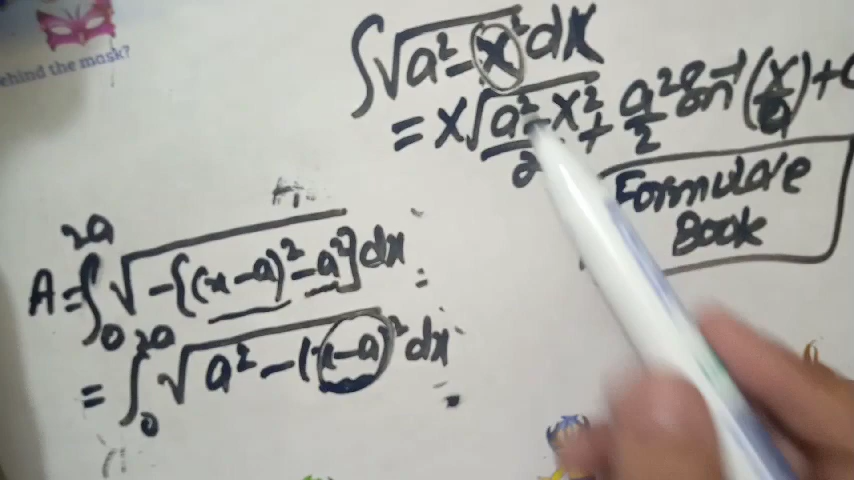 ehind the mask?
∫√a² - x² dx
= x√a² - x²/2 + a²/2 Sin⁻¹(x/a) + C
Formulae
Book
A = ∫₀²ᵃ √-[(x-a)² - a²] dx
= ∫₀²ᵃ √a² - (x-a)² dx